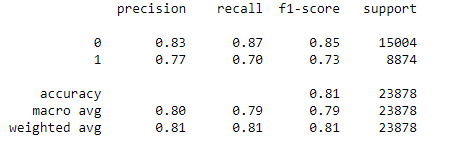 precision recall f1-score support
0 0.83 0.87 0.85 15004
1 0.77 0.70 0.73 8874
accuracy 0.81 23878
macro avg 0.80 0.79 0.79 23878
weighted avg 0.81 0.81 0.81 23878